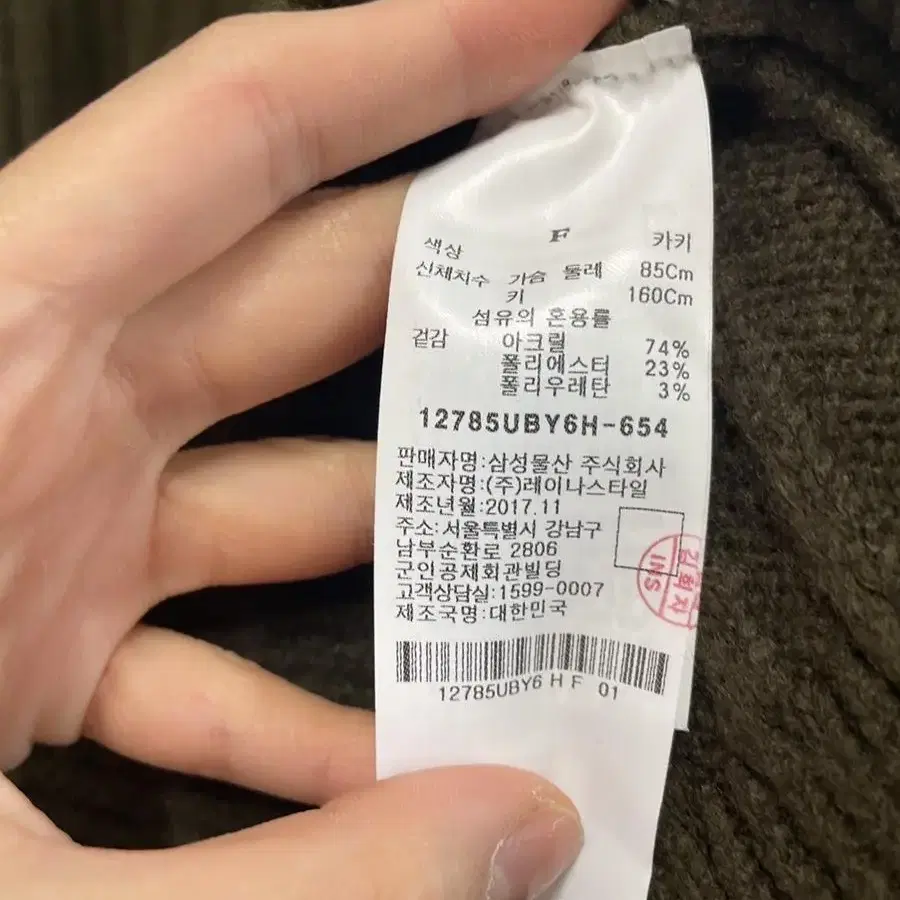 F
색상 카키
신체치수 가슴 둘레 85Cm
키 160Cm
섬유의 혼용률
겉감 아크릴 74%
폴리에스터 23%
폴리우레탄 3%
12785UBY6H-654
판매자명:삼성물산 주식회사
제조자명:(주)레이나스타일
제조년월:2017.11
주소:서울특별시 강남구
남부순환로 2806
군인공제회관빌딩
고객상담실:1599-0007
제조국명:대한민국
INS
12785UBY6 H F 01